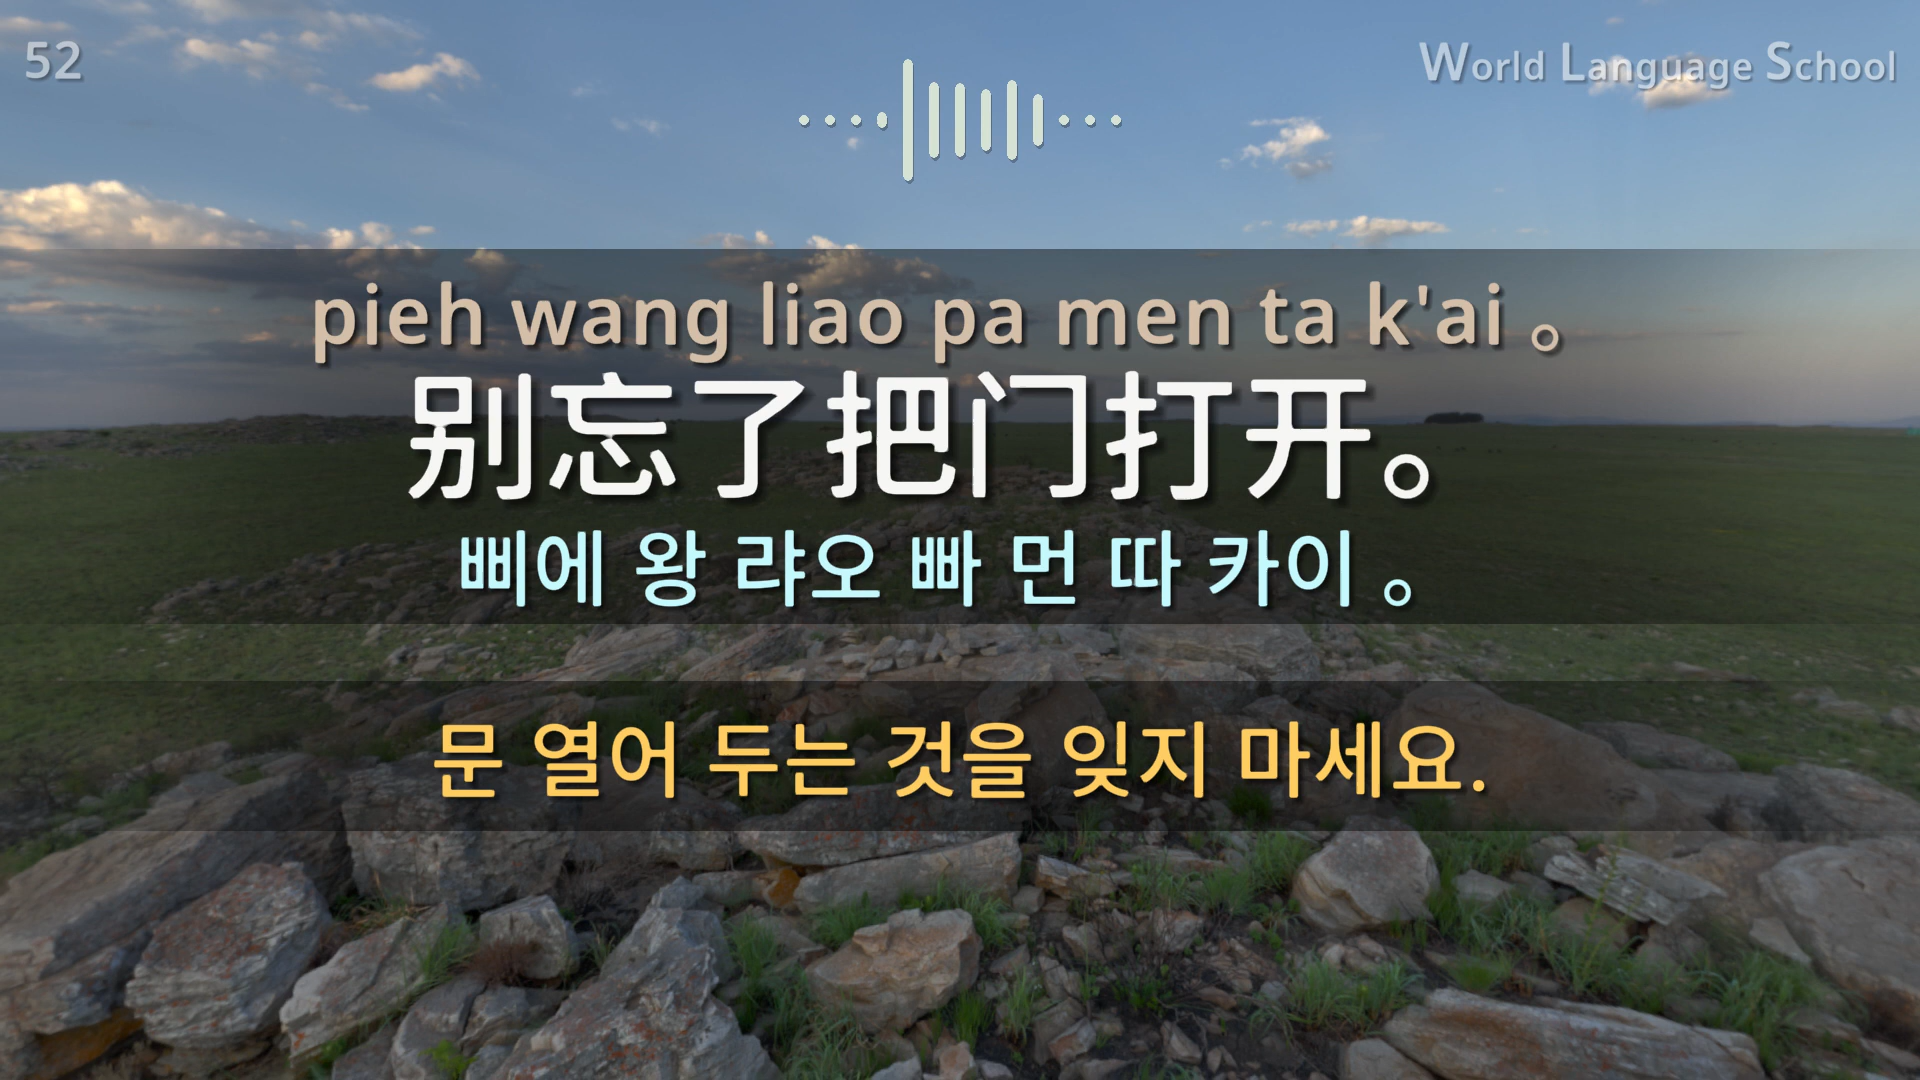 52
World Language School
pieh wang liao pa men ta k'ai 。
别忘了把门打开。
삐에 왕 랴오 빠 먼 따 카이 。
문 열어 두는 것을 잊지 마세요.